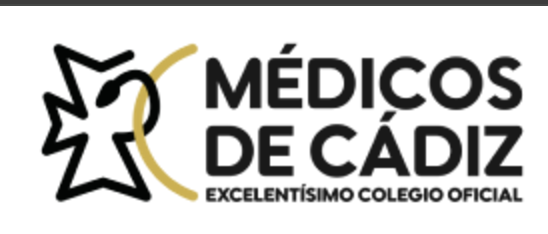 MÉDICOS
DE CÁDIZ
EXCELENTÍSIMO COLEGIO OFICIAL